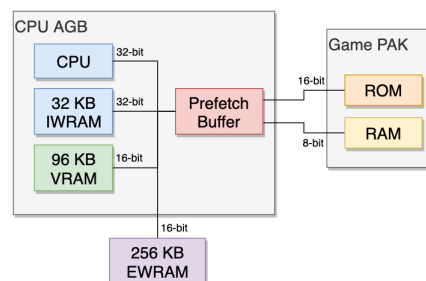 CPU AGB
CPU
32-bit
32 KB
IWRAM
32-bit
96 KB
VRAM
16-bit
Prefetch
Buffer
16-bit
8-bit
Game PAK
ROM
RAM
16-bit
256 KB
EWRAM